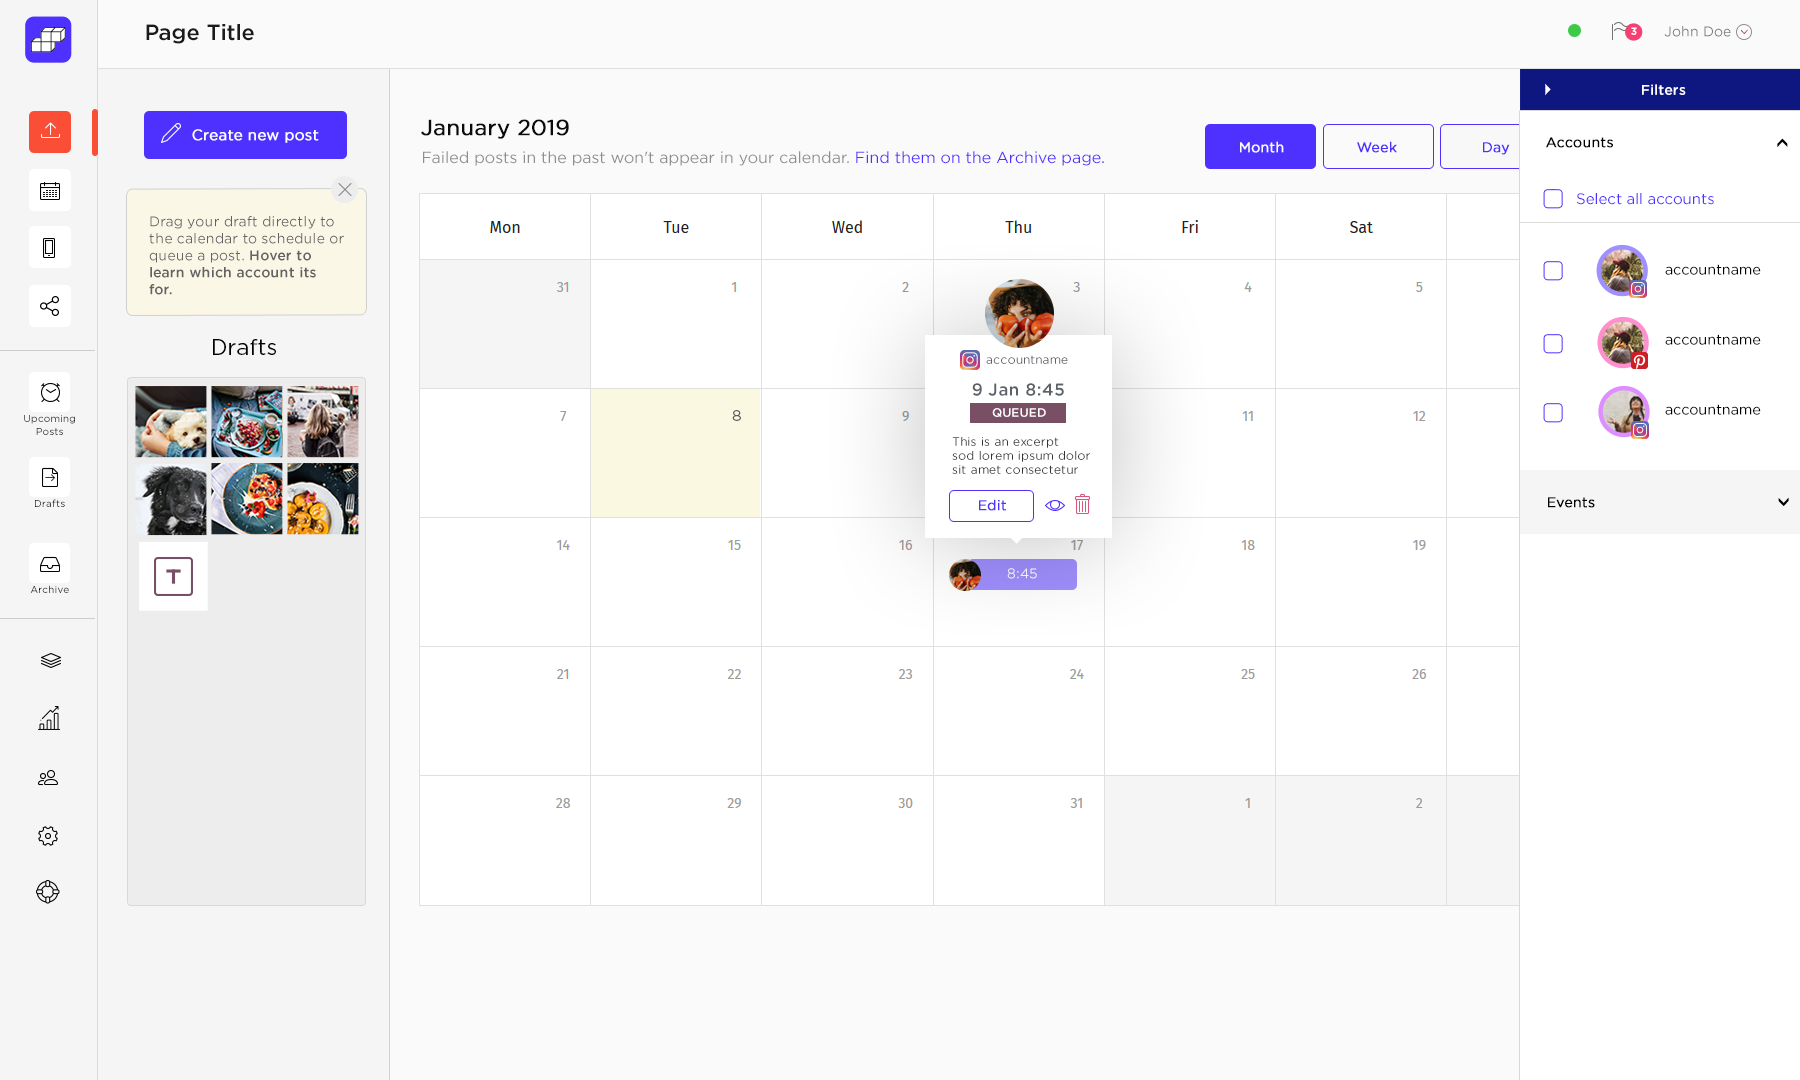 Page Title
3
John Doe
Create new post
Drag your draft directly to
the calendar to schedule or
queue a post. Hover to
learn which account its
for.
Drafts
T
Upcoming
Posts
Drafts
Archive
January 2019
Failed posts in the past won't appear in your calendar. Find them on the Archive page.
Month
Week
Day
Mon Tue Wed Thu Fri Sat
31 1 2 3 4 5
7 8 9 11 12
14 15 16 17 18 19
21 22 23 24 25 26
28 29 30 31 1 2
accountname
9 Jan 8:45
QUEUED
This is an excerpt
sod lorem ipsum dolor
sit amet consectetur
Edit
8:45
Filters
Accounts
Select all accounts
accountname
accountname
accountname
Events